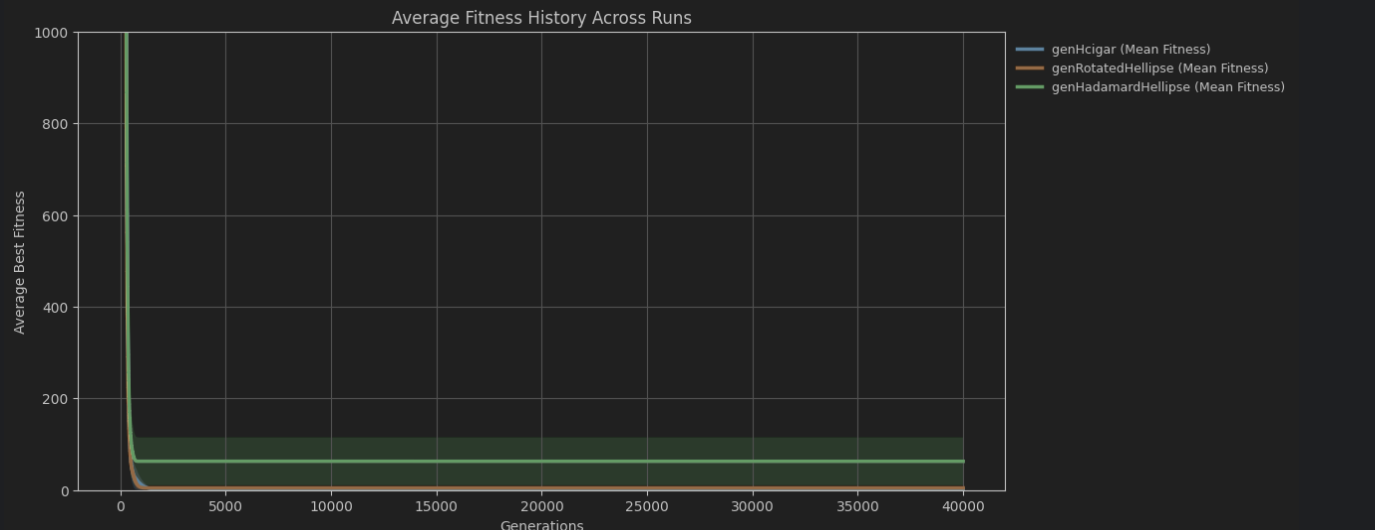 Average Fitness History Across Runs
1000
800
600
400
200
0
Average Best Fitness
0 5000 10000 15000 20000 25000 30000 35000 40000
Generations
genHcigar (Mean Fitness)
genRotatedHellipse (Mean Fitness)
genHadamardHellipse (Mean Fitness)